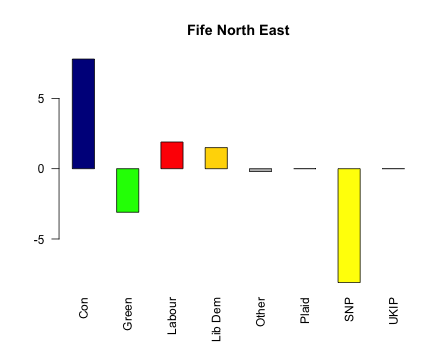 Fife North East
5
0
-5
Con
Green
Labour
Lib Dem
Other
Plaid
SNP
UKIP